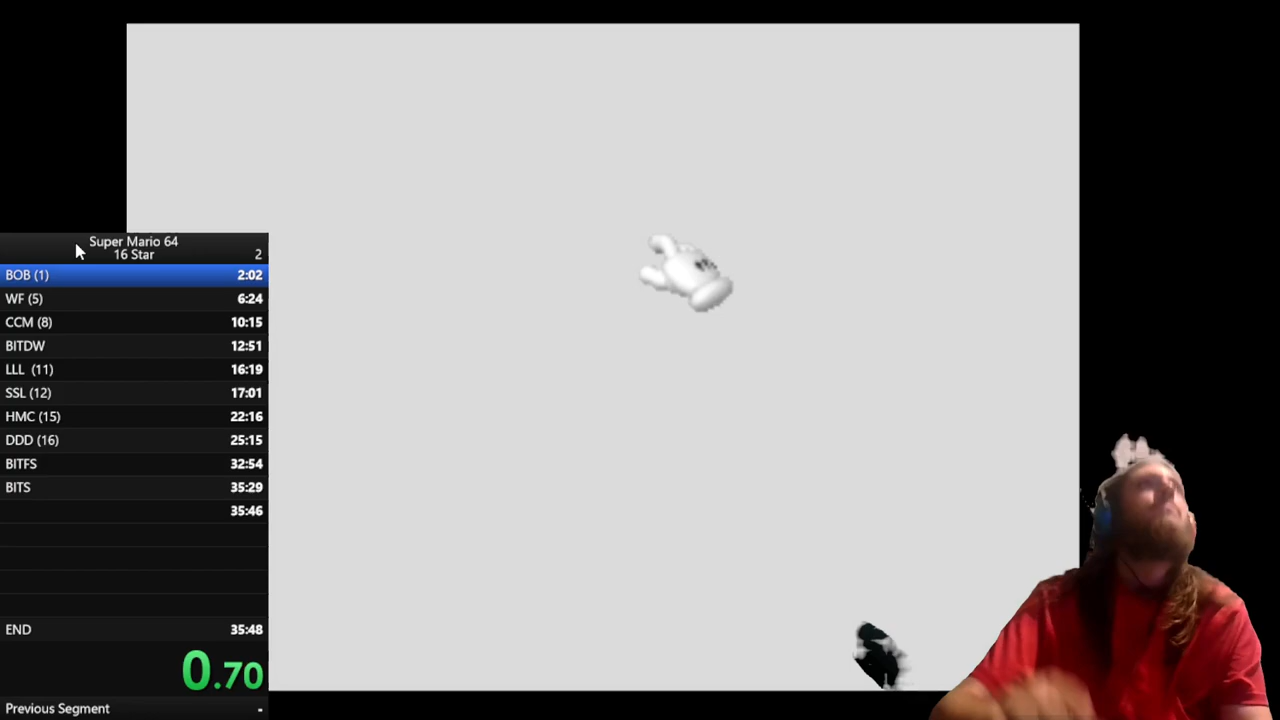 Super Mario 64
16 Star 2
BOB (1) 2:02
WF (5) 6:24
CCM (8) 10:15
BITDW 12:51
LLL (11) 16:19
SSL (12) 17:01
HMC (15) 22:16
DDD (16) 25:15
BITFS 32:54
BITS 35:29
35:46
END 35:48
0.70
Previous Segment -